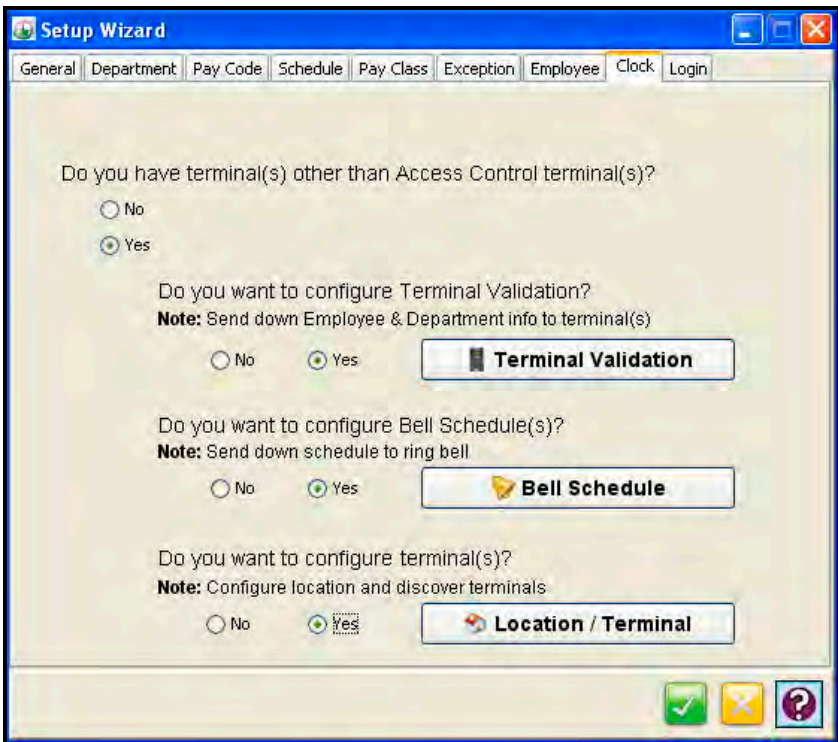 Setup Wizard
General Department Pay Code Schedule Pay Class Exception Employee Clock Login
Do you have terminal(s) other than Access Control terminal(s)?
No
Yes
Do you want to configure Terminal Validation?
Note: Send down Employee & Department info to terminal(s)
No Yes Terminal Validation
Do you want to configure Bell Schedule(s)?
Note: Send down schedule to ring bell
No Yes Bell Schedule
Do you want to configure terminal(s)?
Note: Configure location and discover terminals
No Yes Location / Terminal
?